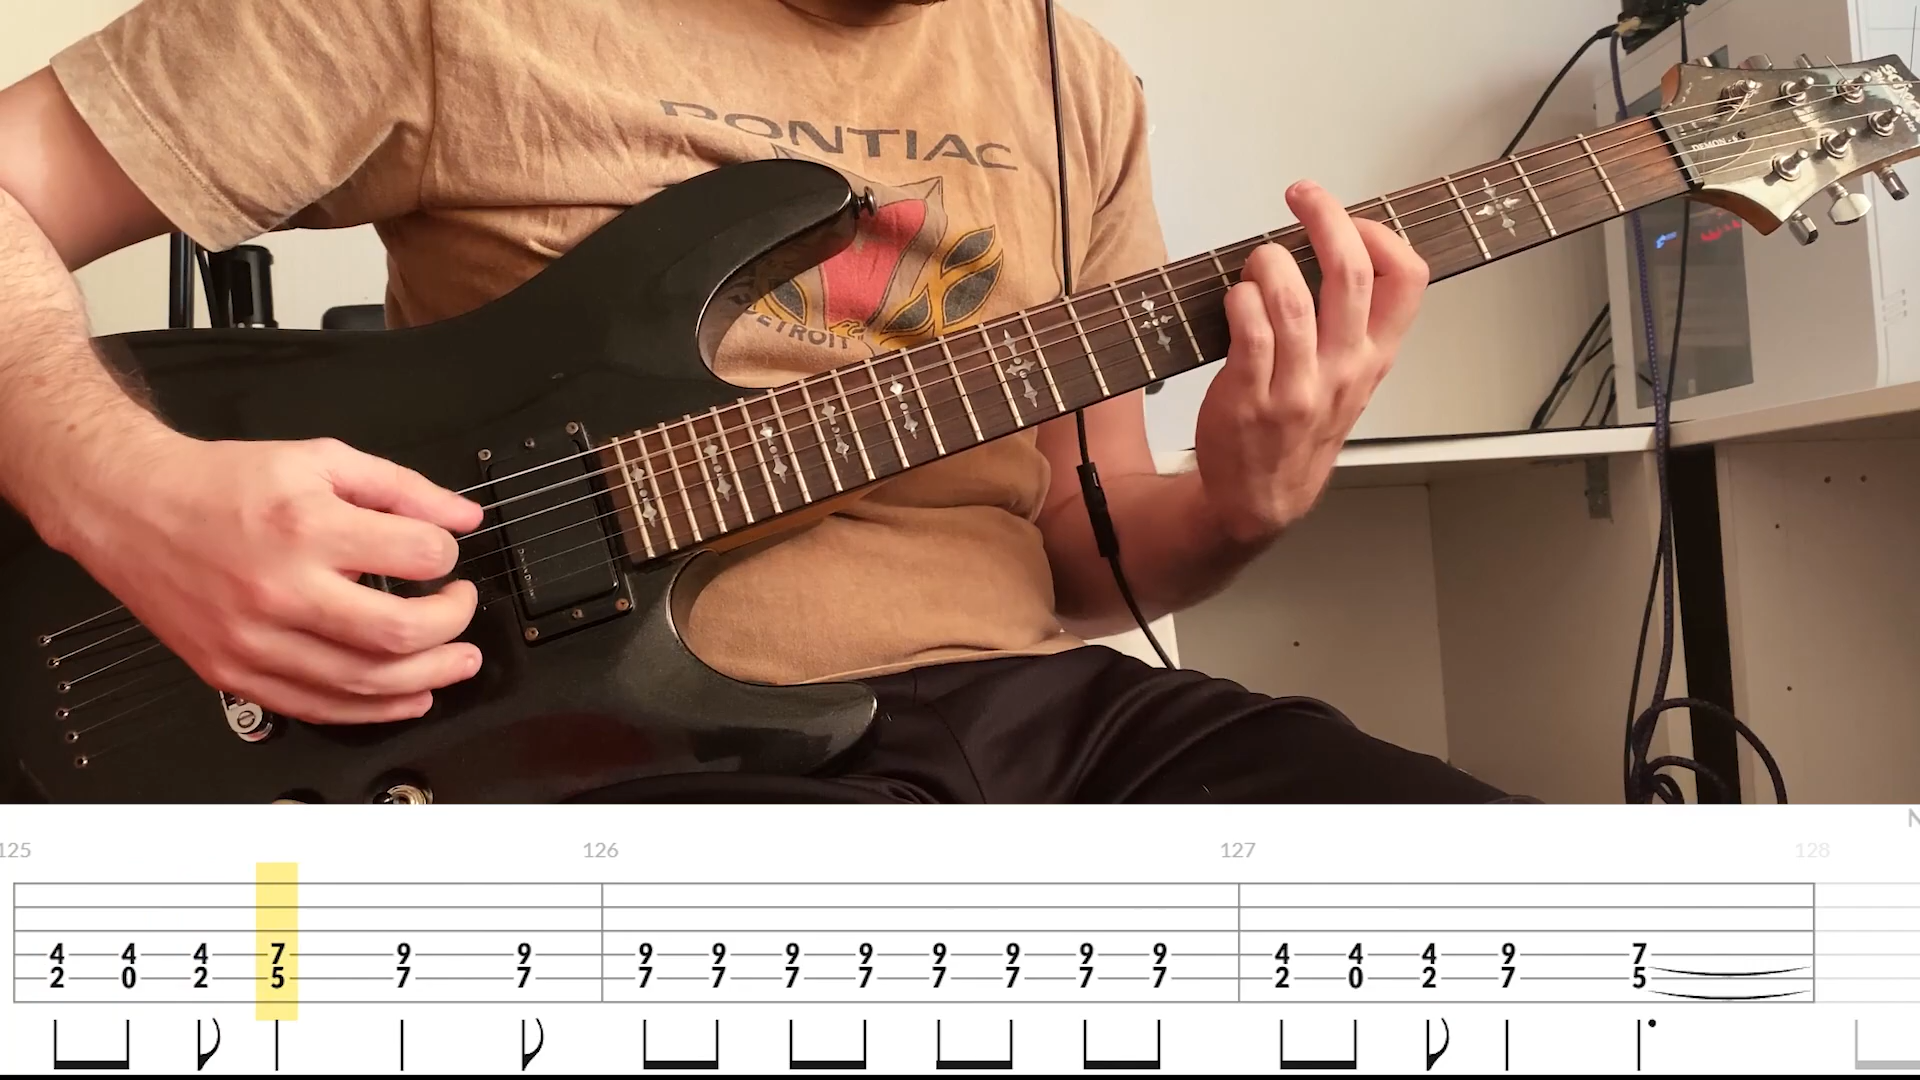 PONTIAC
DETROIT
DEMON-6
125 126 127 128
4 4 4 7 9 9 9 9 9 9 9 9 9 9 4 4 4 9 7
2 0 2 5 7 7 7 7 7 7 7 7 7 7 2 0 2 7 5